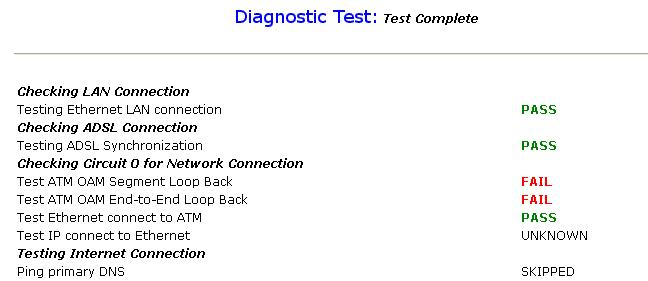 Diagnostic Test: Test Complete
Checking LAN Connection
Testing Ethernet LAN connection PASS
Checking ADSL Connection
Testing ADSL Synchronization PASS
Checking Circuit 0 for Network Connection
Test ATM OAM Segment Loop Back FAIL
Test ATM OAM End-to-End Loop Back FAIL
Test Ethernet connect to ATM PASS
Test IP connect to Ethernet UNKNOWN
Testing Internet Connection
Ping primary DNS SKIPPED